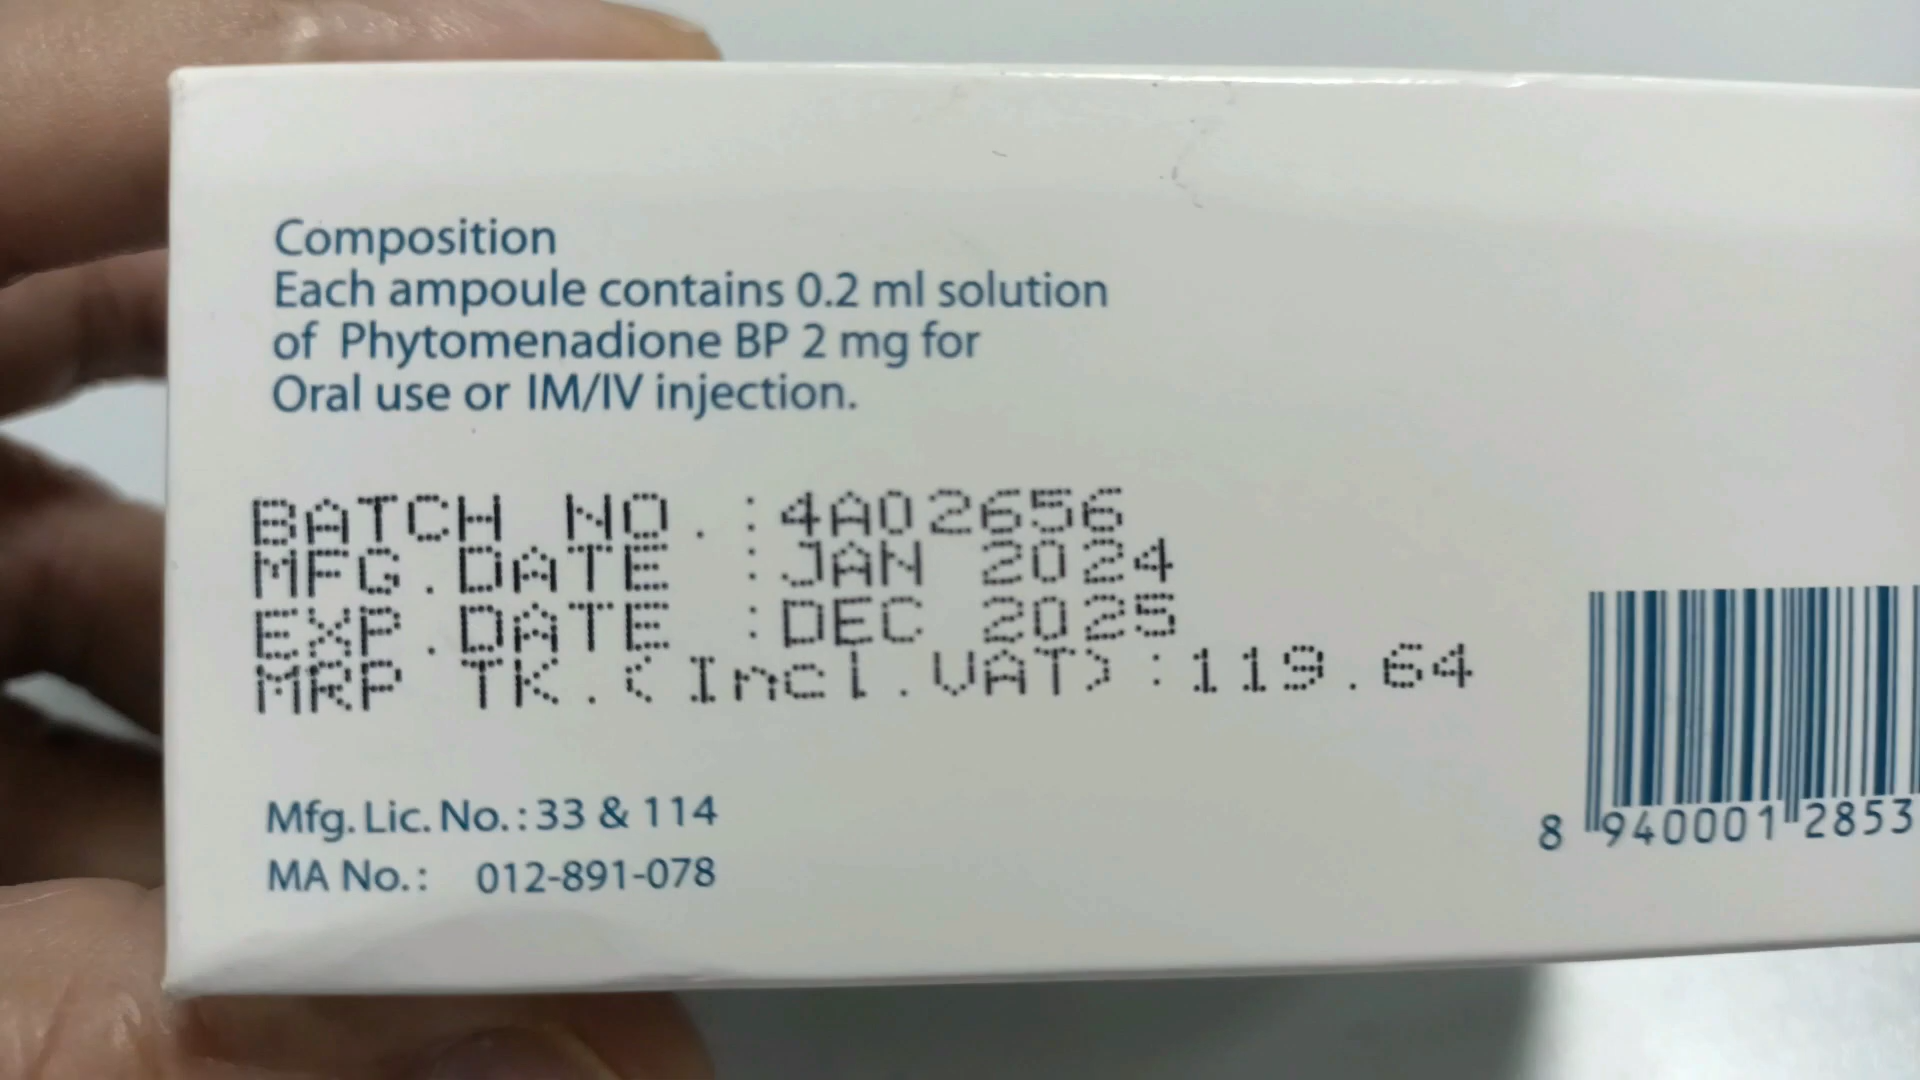 Composition
Each ampoule contains 0.2 ml solution
of Phytomenadione BP 2 mg for
Oral use or IM/IV injection.
BATCH NO.:4A02656
MFG.DATE :JAN 2024
EXP.DATE :DEC 2025
MRP TK.(Incl.VAT):119.64
Mfg. Lic. No.: 33 & 114
MA No.: 012-891-078
8 940001 2853